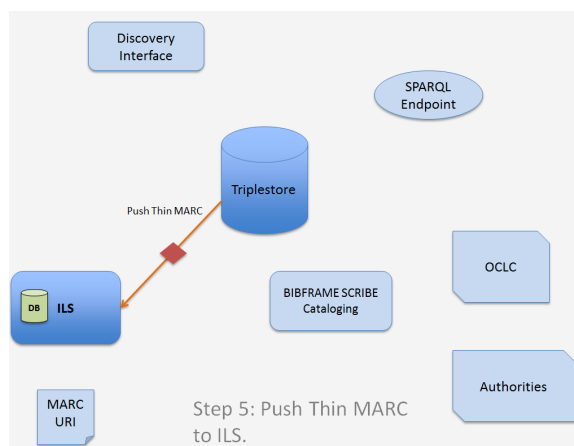 Discovery
Interface
SPARQL
Endpoint
Triplestore
Push Thin MARC
OCLC
DB
ILS
BIBFRAME SCRIBE
Cataloging
Authorities
MARC
URI
Step 5: Push Thin MARC
to ILS.